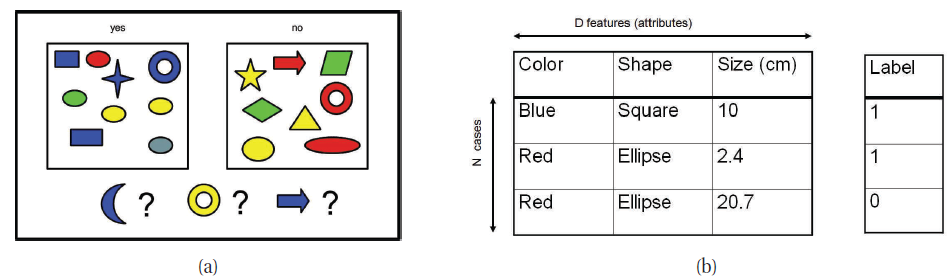 yes no
? ? ?
(a)
D features (attributes)
N cases
Color Shape Size (cm) Label
Blue Square 10 1
Red Ellipse 2.4 1
Red Ellipse 20.7 0
(b)